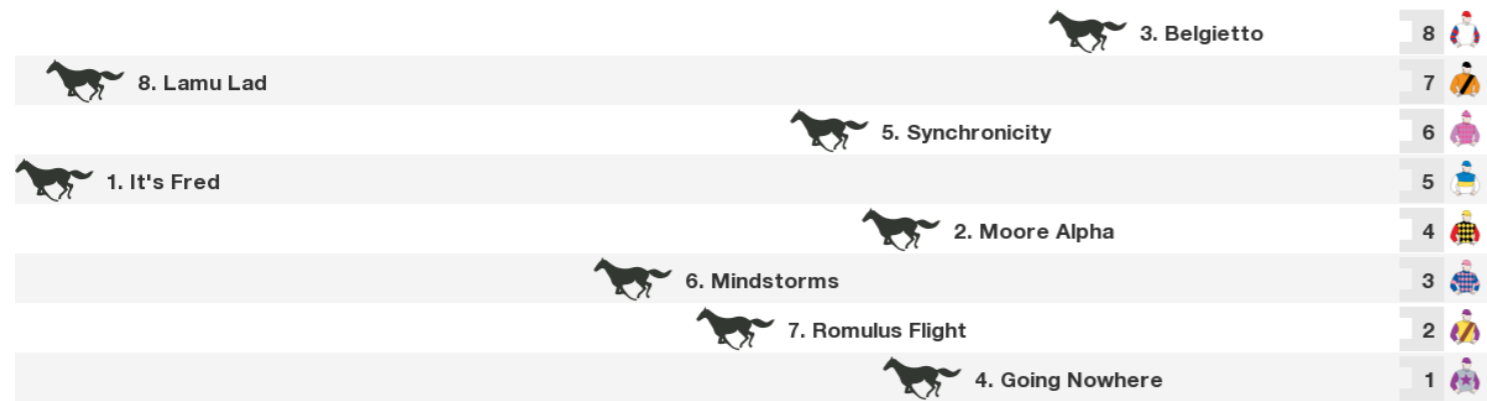 3. Belgietto 8
8. Lamu Lad 7
5. Synchronicity 6
1. It's Fred 5
2. Moore Alpha 4
6. Mindstorms 3
7. Romulus Flight 2
4. Going Nowhere 1